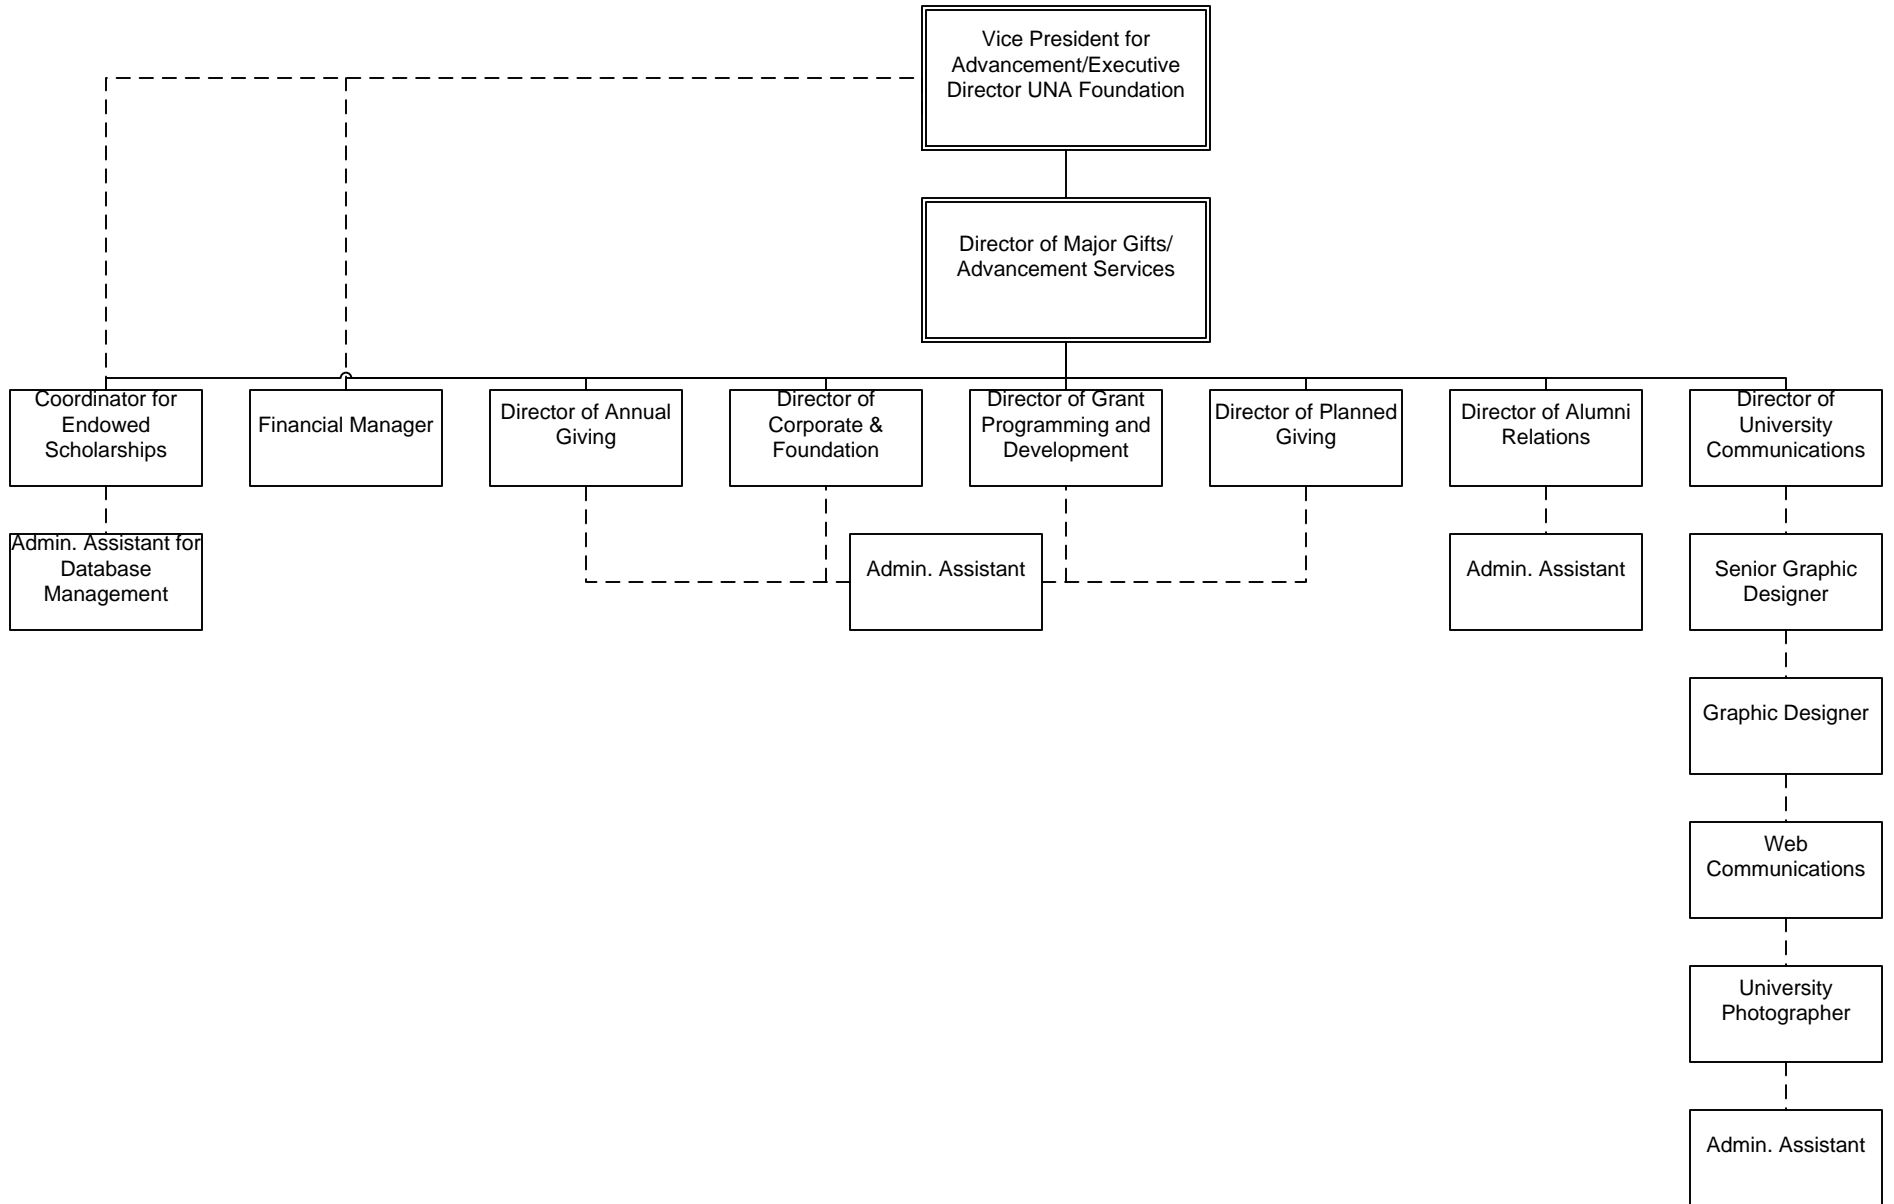 Vice President for
Advancement/Executive
Director UNA Foundation
Director of Major Gifts/
Advancement Services
Coordinator for
Endowed
Scholarships
Financial Manager
Director of Annual
Giving
Director of
Corporate &
Foundation
Director of Grant
Programming and
Development
Director of Planned
Giving
Director of Alumni
Relations
Director of
University
Communications
Admin. Assistant for
Database
Management
Admin. Assistant
Admin. Assistant
Senior Graphic
Designer
Graphic Designer
Web
Communications
University
Photographer
Admin. Assistant